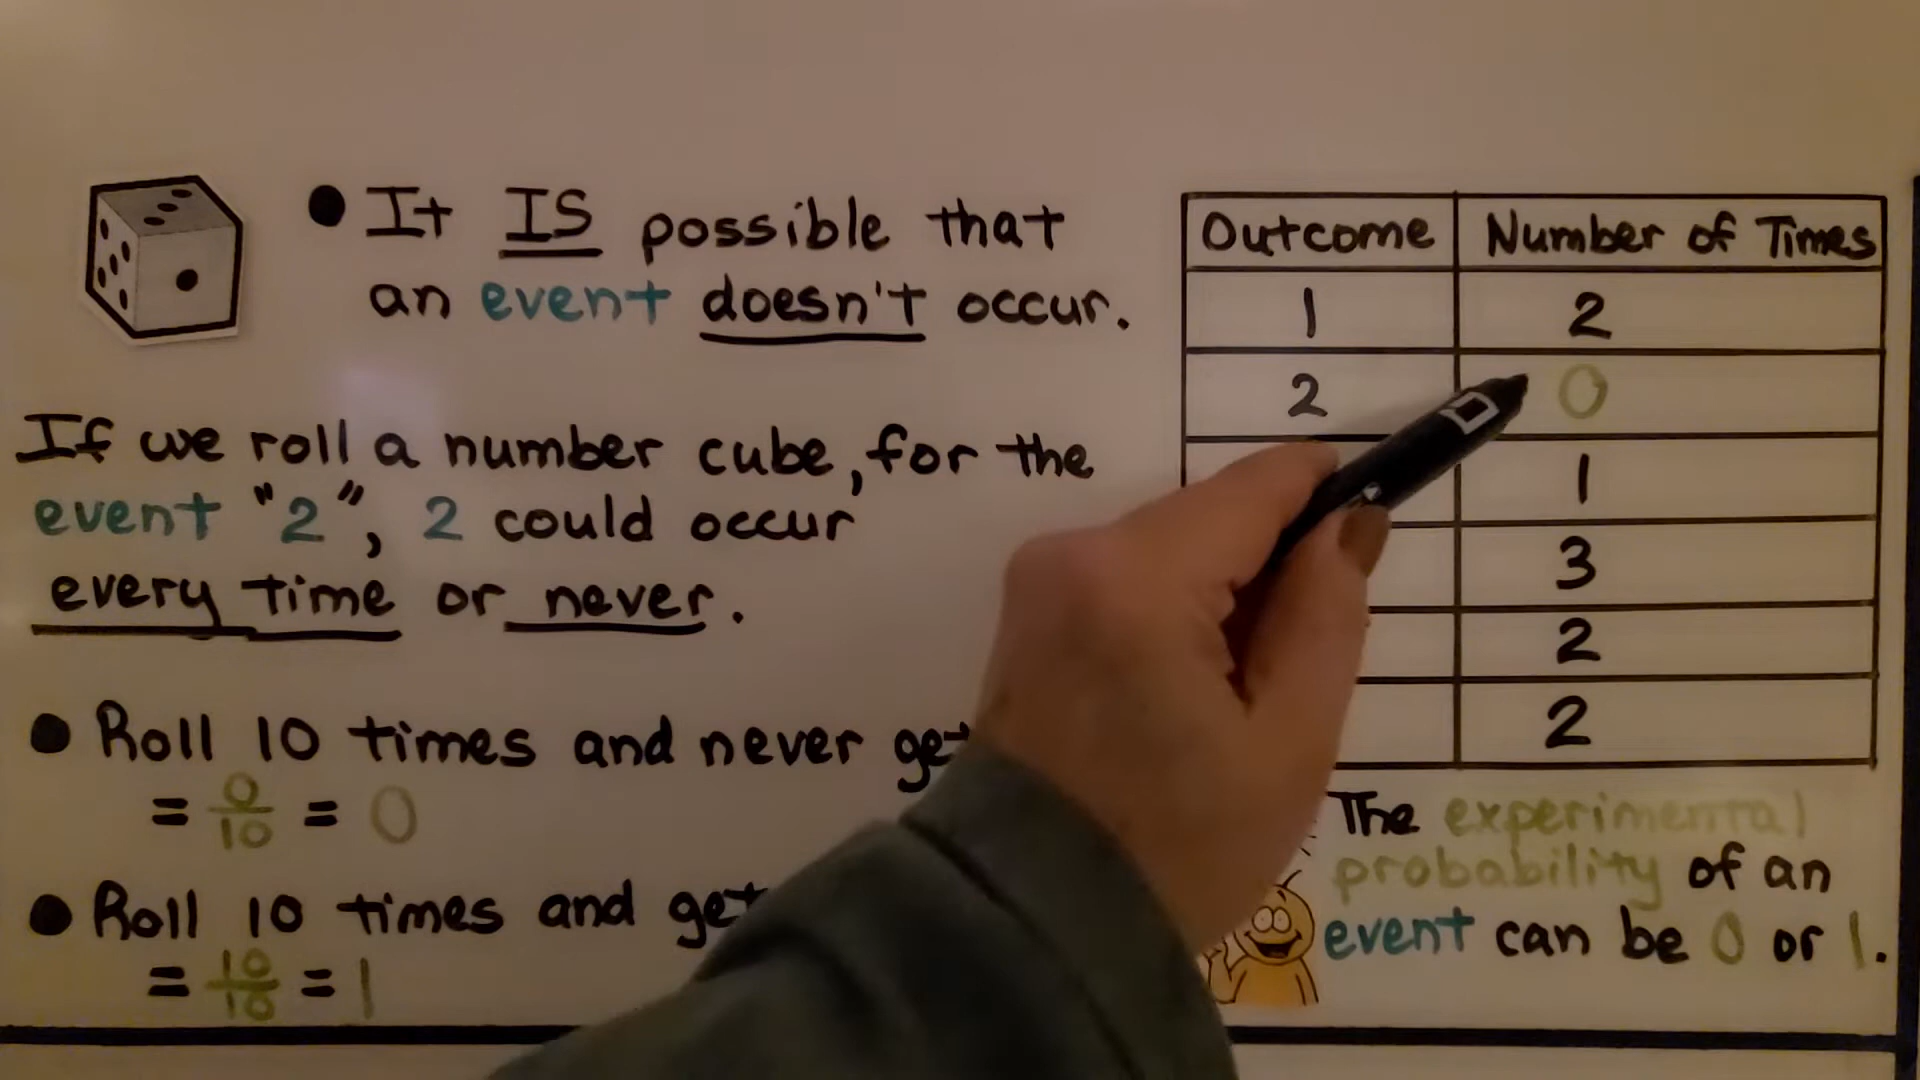 It IS possible that
an event doesn't occur.
If we roll a number cube, for the
event "2", 2 could occur
every time or never.
Roll 10 times and never
= 0/10 = 0
Roll 10 times and get
= 10/10 = 1
Outcome Number of Times
1 2
2 0
1
3
2
2
The experimental
probability of an
event can be 0 or 1.